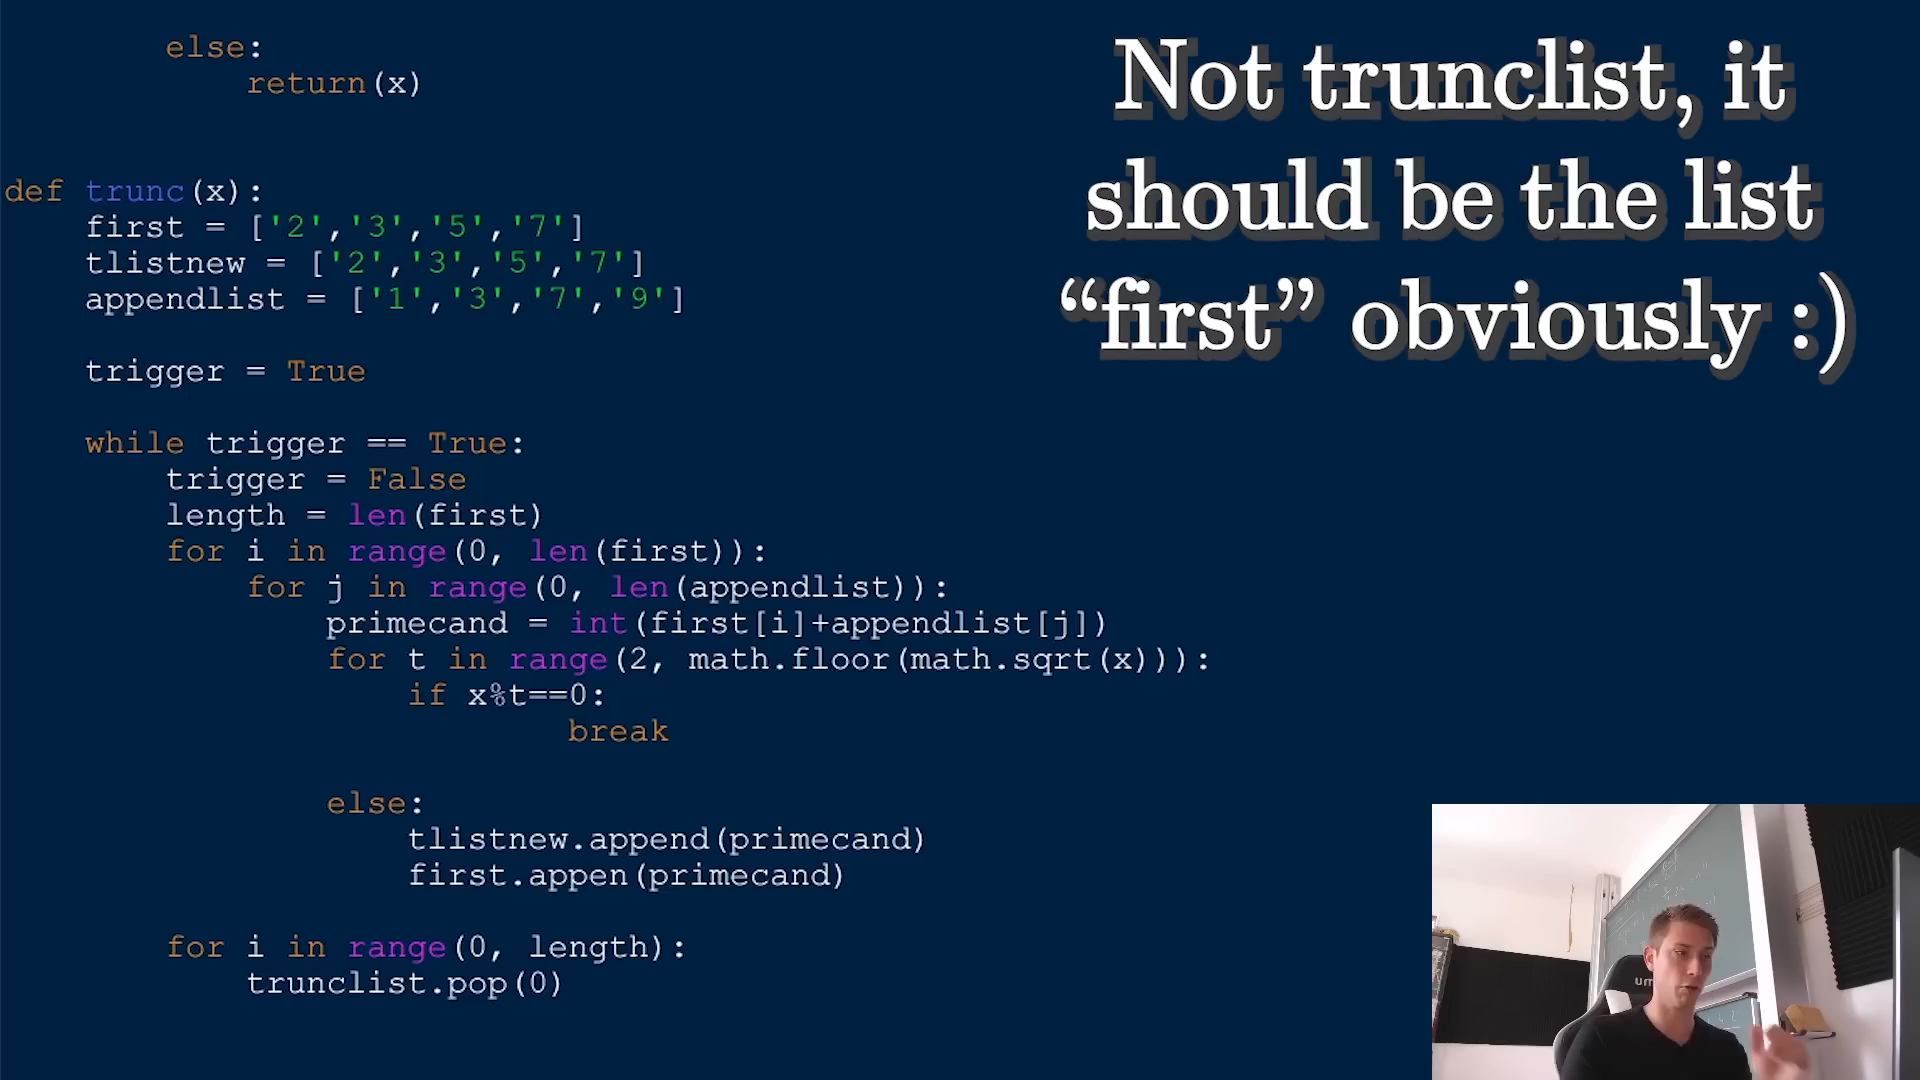 else:
return(x)
def trunc(x):
first = ['2','3','5','7']
tlistnew = ['2','3','5','7']
appendlist = ['1','3','7','9']
trigger = True
while trigger == True:
trigger = False
length = len(first)
for i in range(0, len(first)):
for j in range(0, len(appendlist)):
primecand = int(first[i]+appendlist[j])
for t in range(2, math.floor(math.sqrt(x))):
if x%t==0:
break
else:
tlistnew.append(primecand)
first.appen(primecand)
for i in range(0, length):
trunclist.pop(0)
Not trunclist, it
should be the list
“first” obviously :)
um